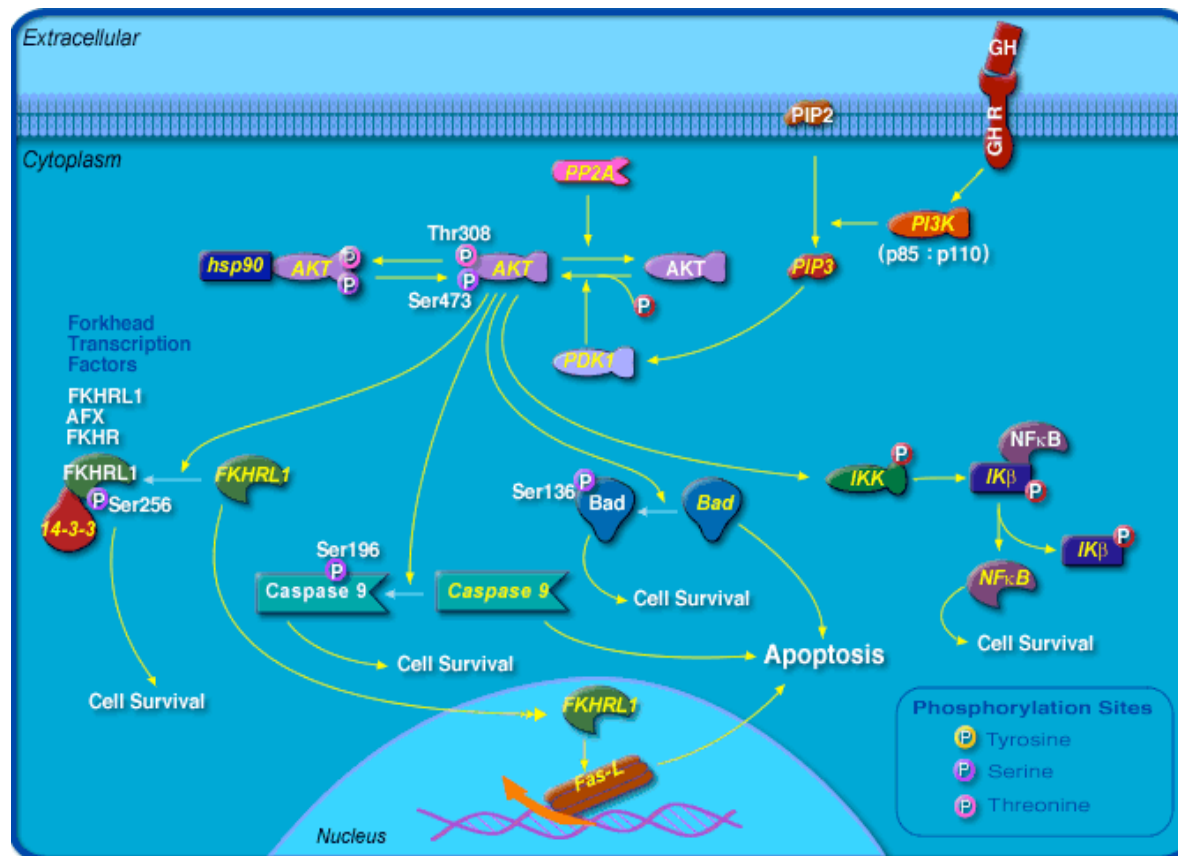 Extracellular
GH
GH R
PIP2
Cytoplasm
PP2A
PI3K
(p85 : p110)
Thr308
hsp90
AKT
P
P
P
P
AKT
AKT
PIP3
Ser473
P
PDK1
Forkhead
Transcription
Factors
FKHRL1
AFX
FKHR
FKHRL1
P
Ser256
14-3-3
FKHRL1
Ser136
P
Bad
Bad
IKK
P
NFκB
IKβ
P
IKβ
P
NFκB
Cell Survival
Ser196
P
Caspase 9
Caspase 9
Cell Survival
Cell Survival
Apoptosis
Cell Survival
FKHRL1
Fas-L
Nucleus
Phosphorylation Sites
P Tyrosine
P Serine
P Threonine